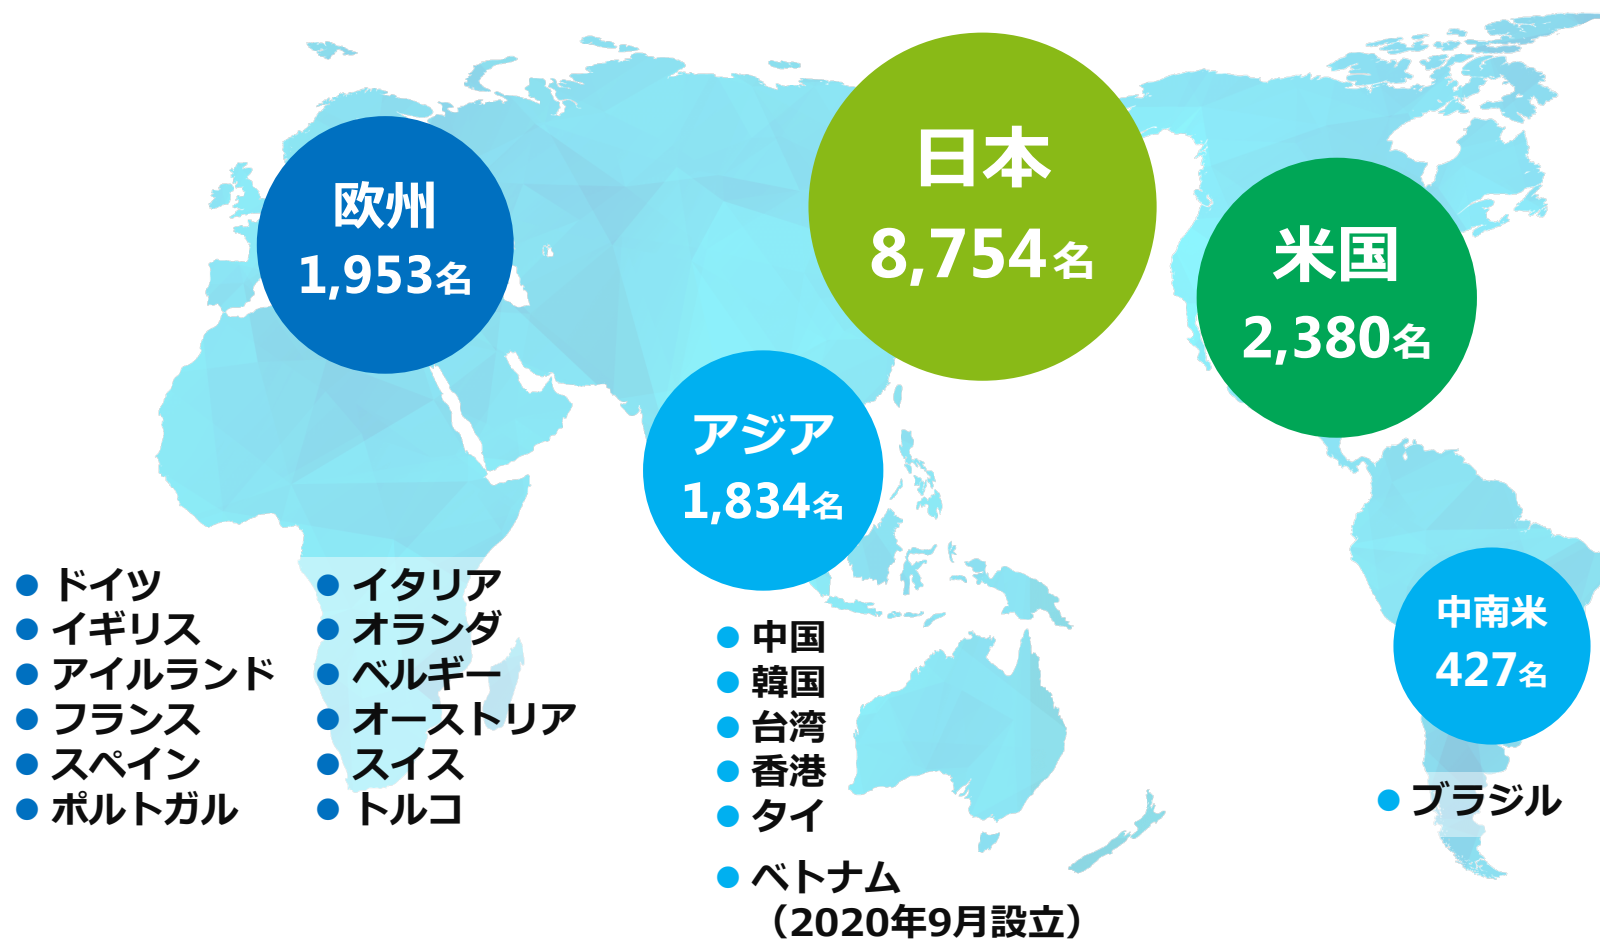 欧州
1,953名
日本
8,754名
米国
2,380名
アジア
1,834名
中南米
427名
● ドイツ
● イギリス
● アイルランド
● フランス
● スペイン
● ポルトガル
● イタリア
● オランダ
● ベルギー
● オーストリア
● スイス
● トルコ
● 中国
● 韓国
● 台湾
● 香港
● タイ
● ベトナム
（2020年9月設立）
● ブラジル